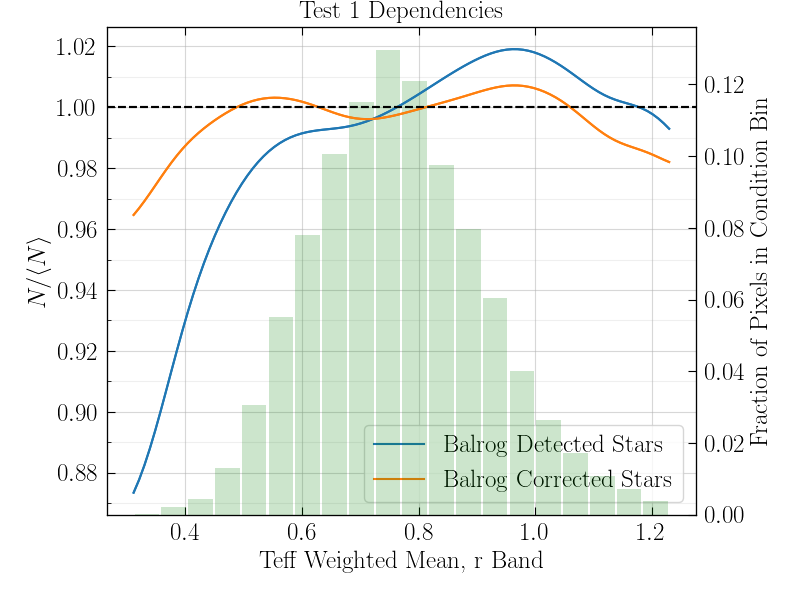 Test 1 Dependencies
1.02
1.00
0.98
0.96
0.94
0.92
0.90
0.88
N/⟨N⟩
0.12
0.10
0.08
0.06
0.04
0.02
0.00
Fraction of Pixels in Condition Bin
Balrog Detected Stars
Balrog Corrected Stars
0.4 0.6 0.8 1.0 1.2
Teff Weighted Mean, r Band